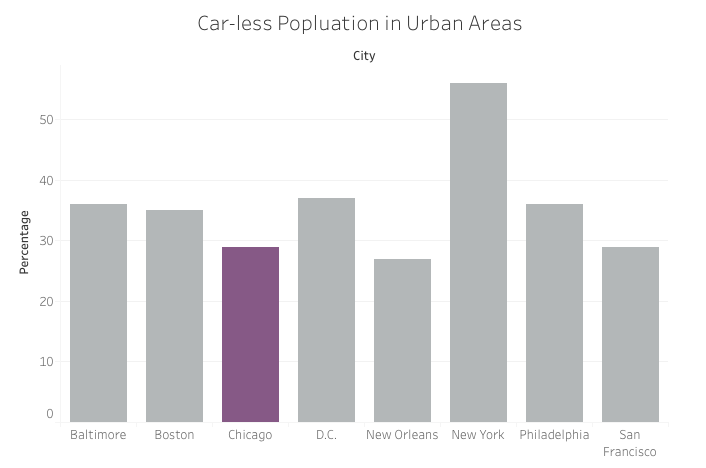 Car-less Popluation in Urban Areas
City
Percentage
50
40
30
20
10
0
Baltimore Boston Chicago D.C. New Orleans New York Philadelphia San
Francisco